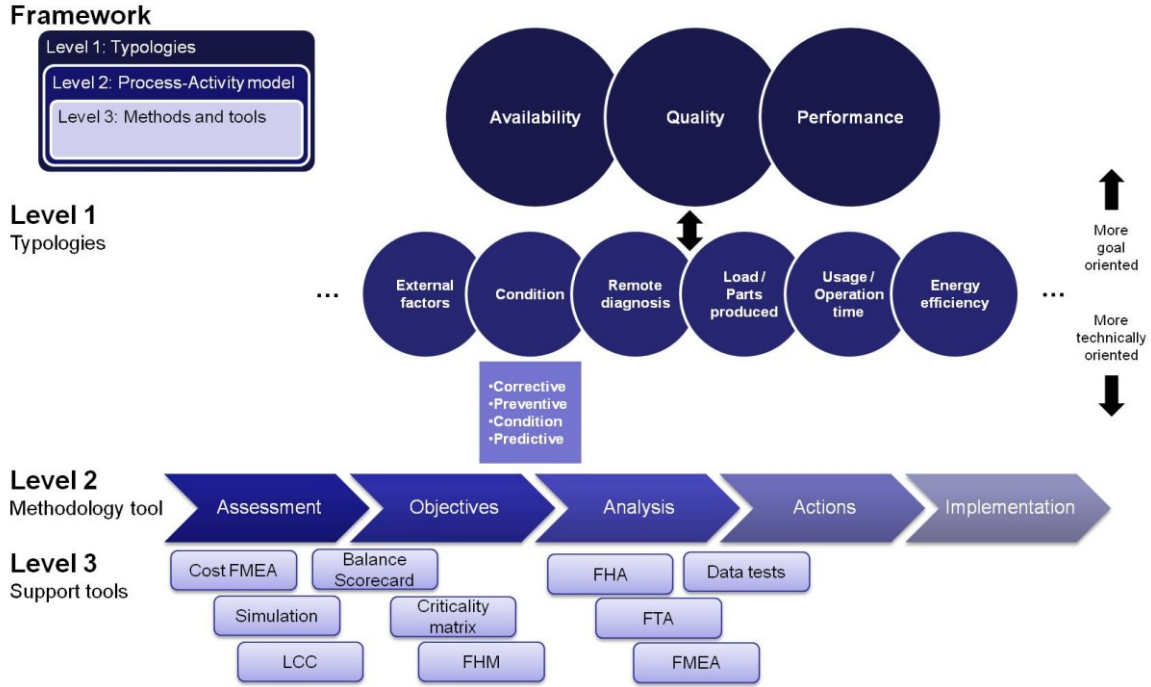 Framework
Level 1: Typologies
Level 2: Process-Activity model
Level 3: Methods and tools
Availability
Quality
Performance
Level 1
Typologies
More
goal
oriented
...
External
factors
Condition
Remote
diagnosis
Load /
Parts
produced
Usage /
Operation
time
Energy
efficiency
...
More
technically
oriented
•Corrective
•Preventive
•Condition
•Predictive
Level 2
Methodology tool
Assessment
Objectives
Analysis
Actions
Implementation
Level 3
Support tools
Cost FMEA
Balance
Scorecard
FHA
Data tests
Simulation
Criticality
matrix
FTA
LCC
FHM
FMEA